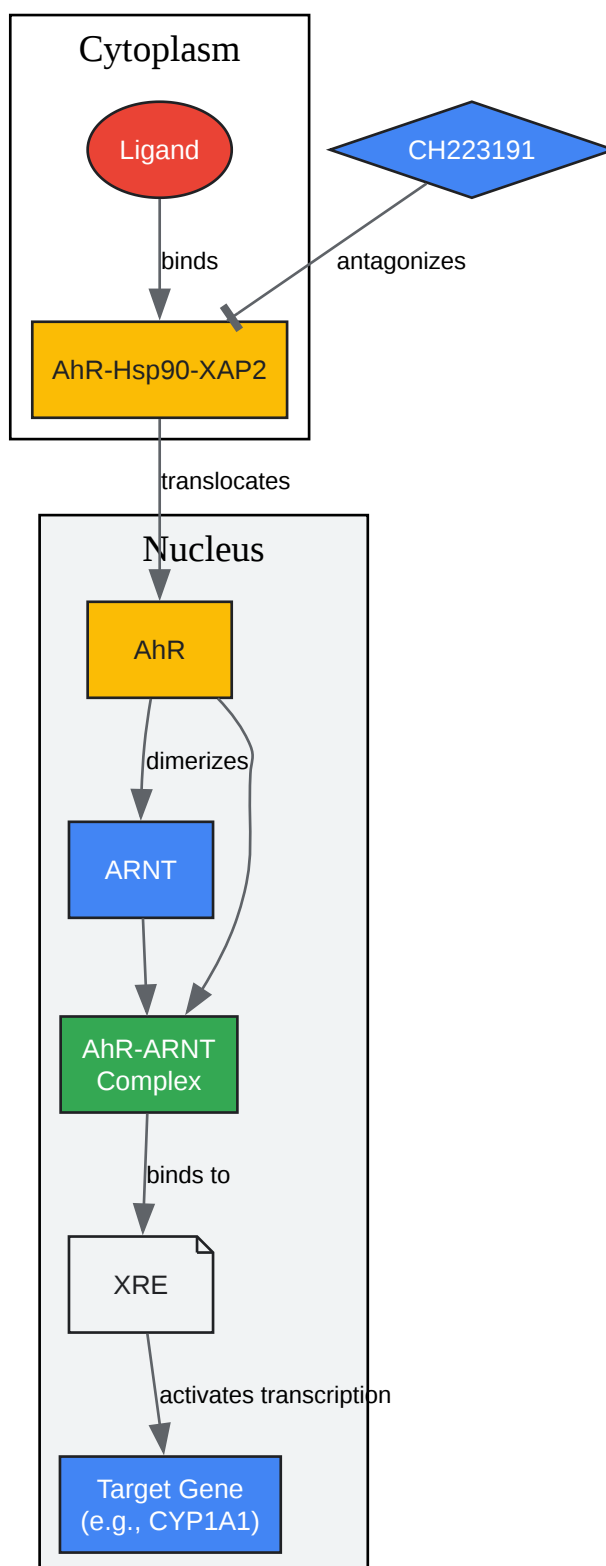 Cytoplasm
Ligand
CH223191
binds
antagonizes
AhR-Hsp90-XAP2
translocates
Nucleus
AhR
dimerizes
ARNT
AhR-ARNT
Complex
binds to
XRE
activates transcription
Target Gene
(e.g., CYP1A1)